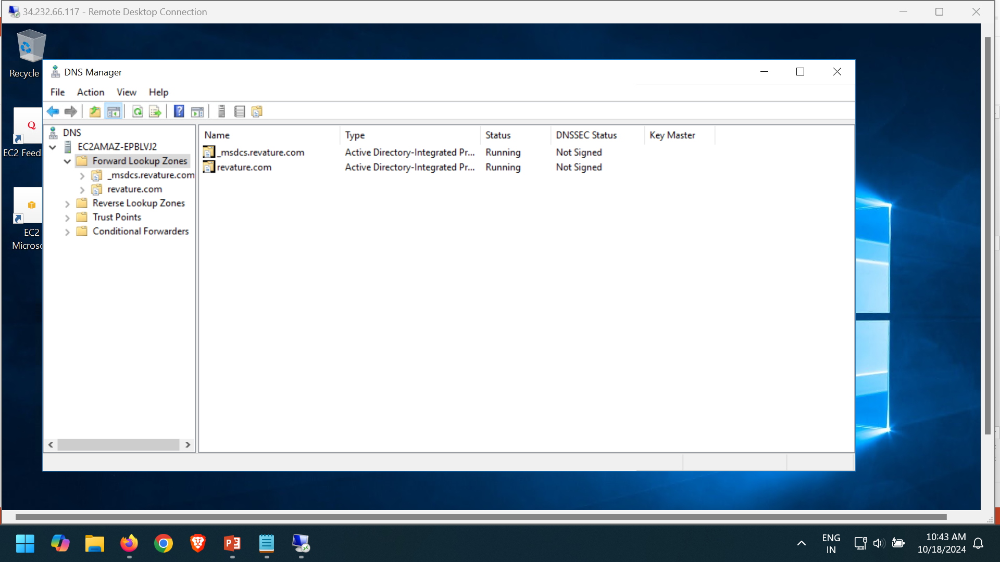 34.232.66.117 - Remote Desktop Connection
Recycle
DNS Manager
File Action View Help
EC2 Feed
EC2
Microso
DNS
EC2AMAZ-EPBLVJ2
Forward Lookup Zones
_msdcs.revature.com
revature.com
Reverse Lookup Zones
Trust Points
Conditional Forwarders
Name Type Status DNSSEC Status Key Master
_msdcs.revature.com Active Directory-Integrated Pr... Running Not Signed
revature.com Active Directory-Integrated Pr... Running Not Signed
ENG
IN
10:43 AM
10/18/2024